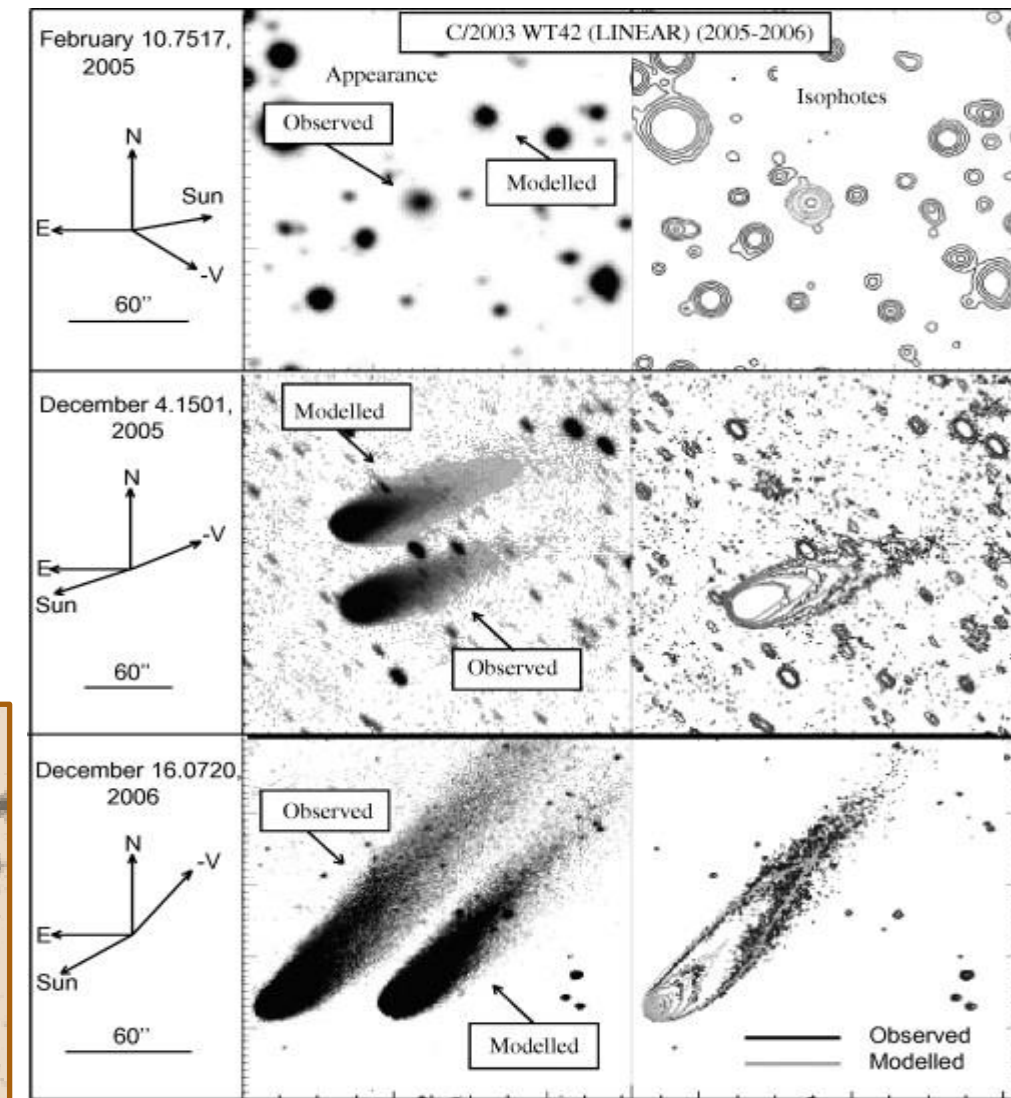 C/2003 WT42 (LINEAR) (2005-2006)
February 10.7517,
2005
N
Sun
E
-V
60"
Appearance
Observed
Modelled
Isophotes
December 4.1501,
2005
N
-V
E
Sun
60"
Modelled
Observed
December 16.0720,
2006
N
-V
E
Sun
60"
Observed
Modelled
Observed
Modelled